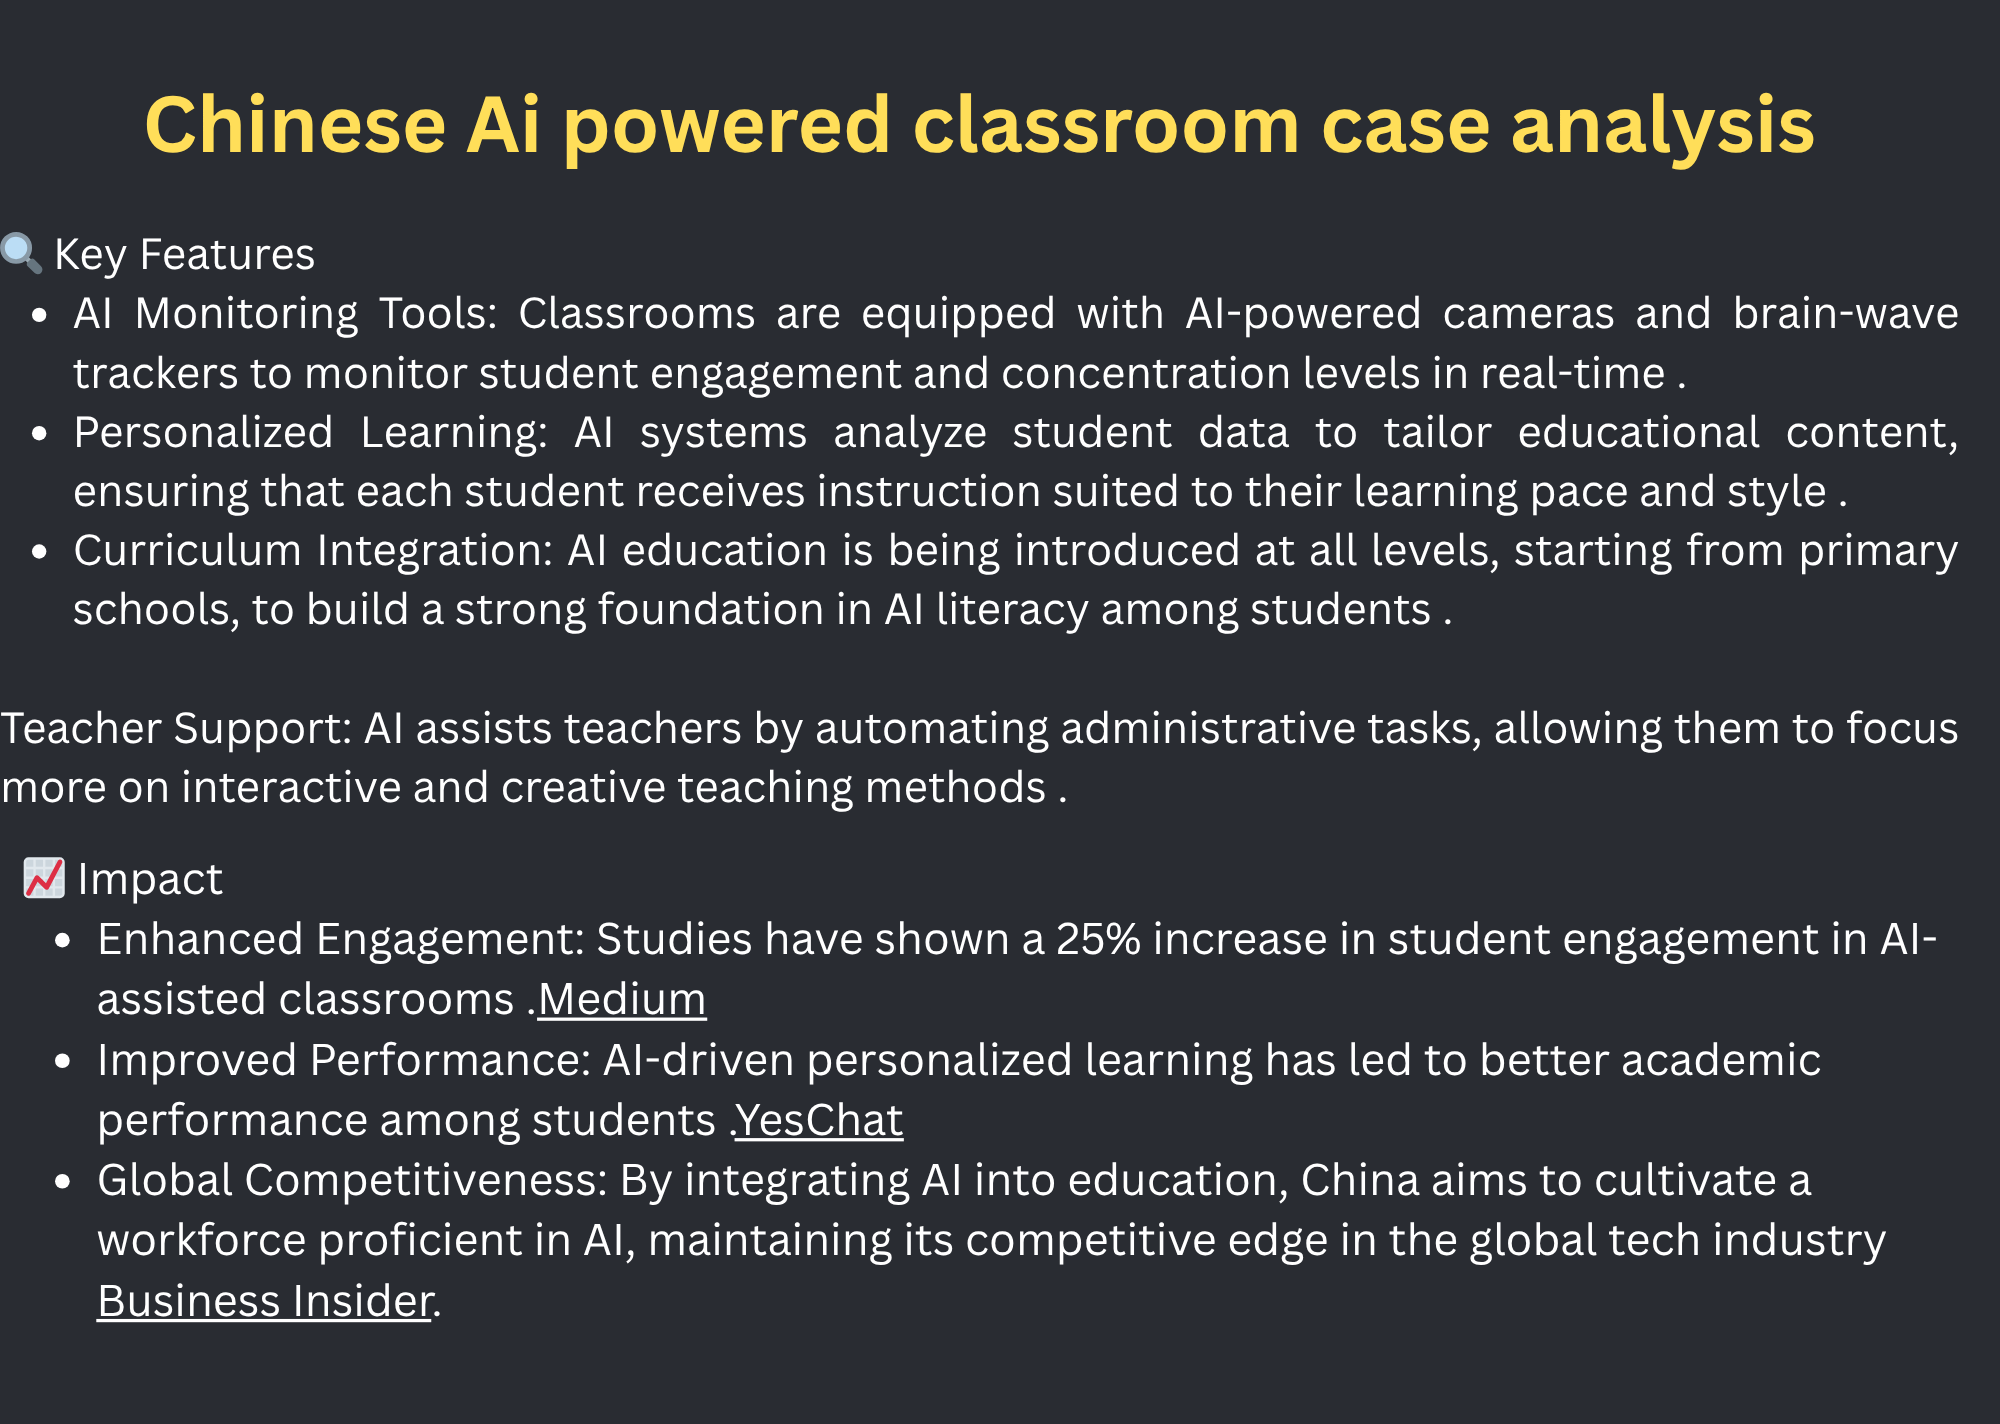 Chinese Ai powered classroom case analysis
🔍 Key Features
• AI Monitoring Tools: Classrooms are equipped with AI-powered cameras and brain-wave
trackers to monitor student engagement and concentration levels in real-time .
• Personalized Learning: AI systems analyze student data to tailor educational content,
ensuring that each student receives instruction suited to their learning pace and style .
• Curriculum Integration: AI education is being introduced at all levels, starting from primary
schools, to build a strong foundation in AI literacy among students .
Teacher Support: AI assists teachers by automating administrative tasks, allowing them to focus
more on interactive and creative teaching methods .
📈 Impact
• Enhanced Engagement: Studies have shown a 25% increase in student engagement in AI-
assisted classrooms .Medium
• Improved Performance: AI-driven personalized learning has led to better academic
performance among students .YesChat
• Global Competitiveness: By integrating AI into education, China aims to cultivate a
workforce proficient in AI, maintaining its competitive edge in the global tech industry
Business Insider.